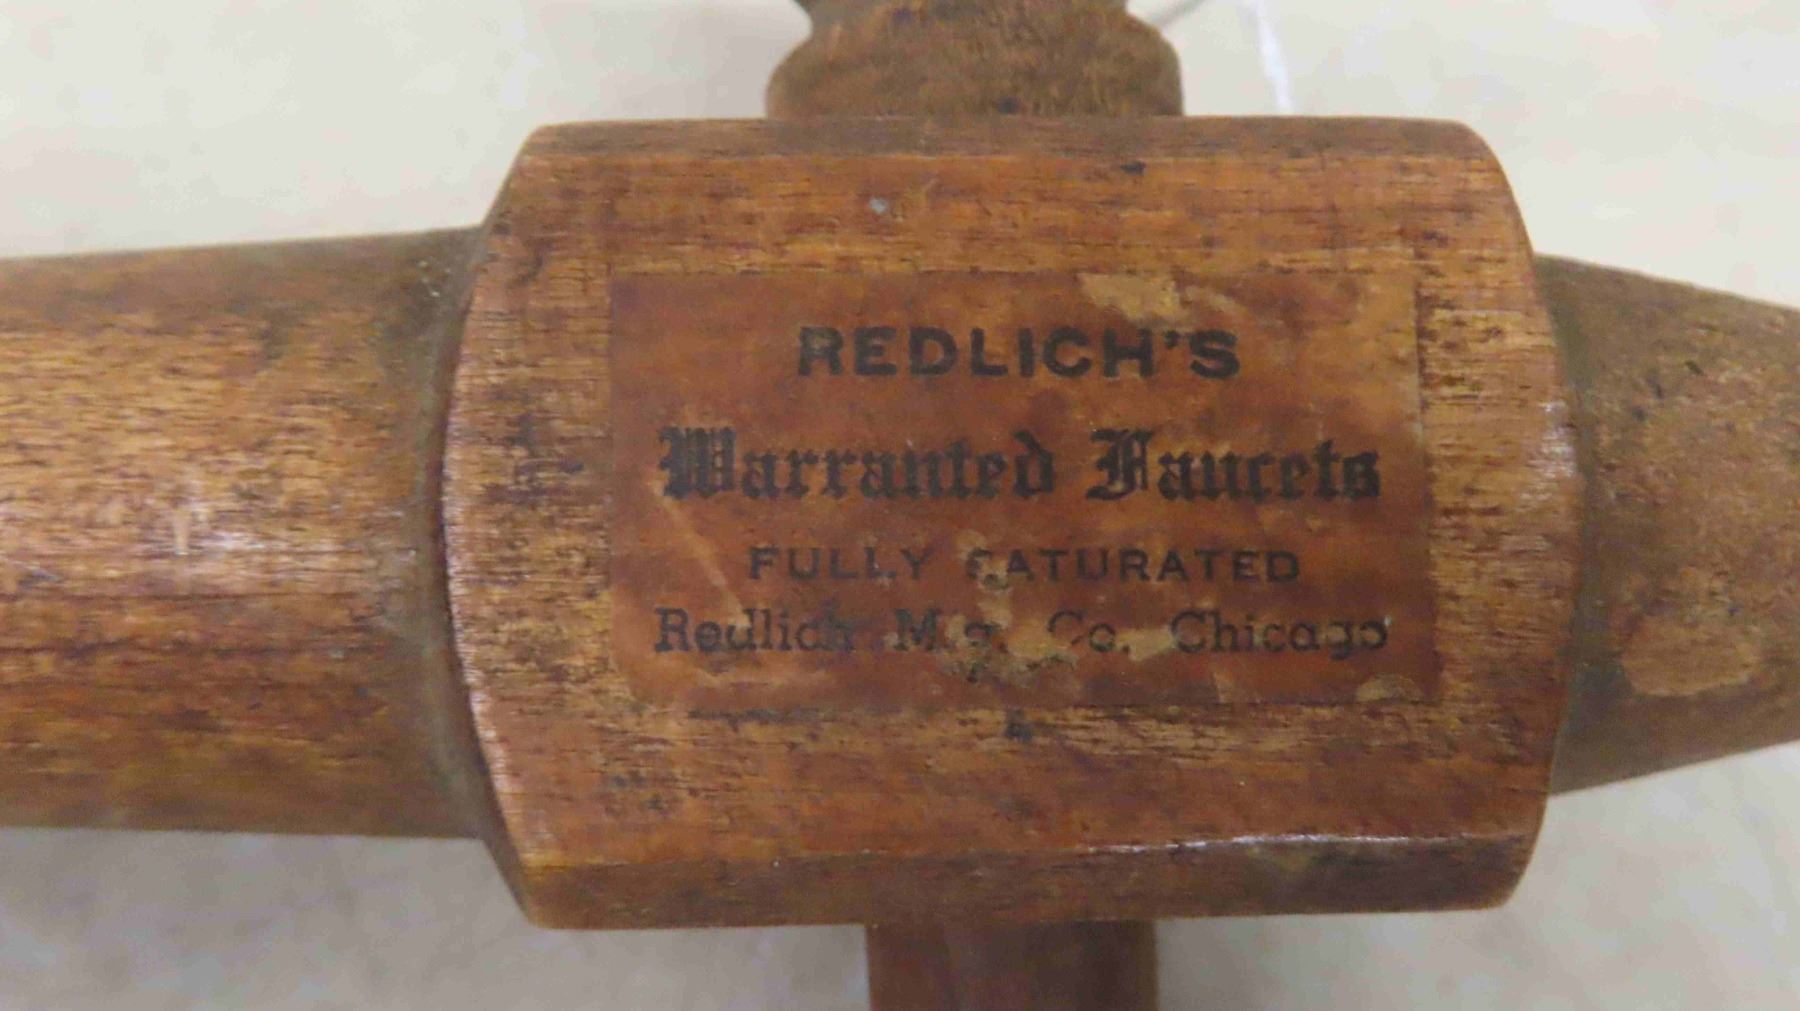 REDLICH'S
Warranted Faucets
FULLY SATURATED
Redlich Mfg. Co. Chicago